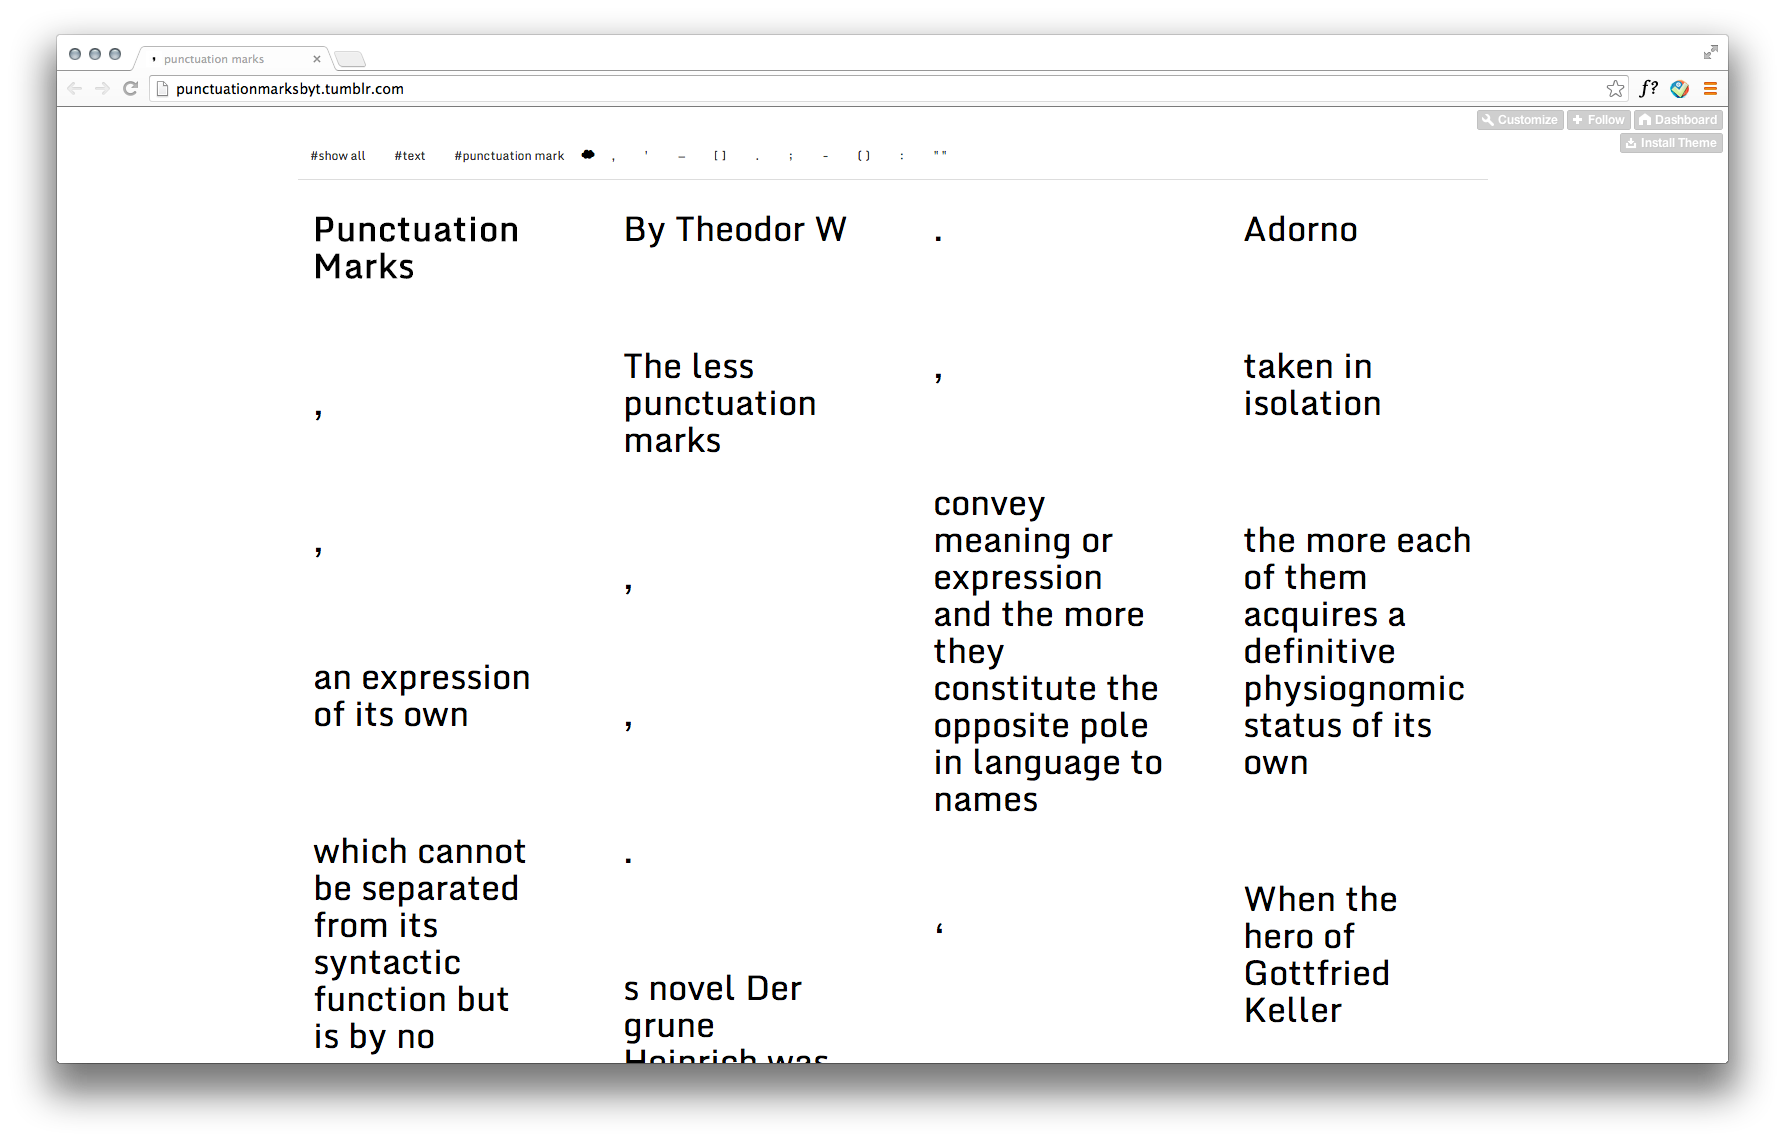 punctuation marks
punctuationmarksbyt.tumblr.com
Customize
Follow
Dashboard
Install Theme
#show all #text #punctuation mark , ' – [ ] . ; - ( ) : " "
Punctuation
Marks
By Theodor W
.
Adorno
,
The less
punctuation
marks
,
taken in
isolation
,
,
convey
meaning or
expression
and the more
they
constitute the
opposite pole
in language to
names
the more each
of them
acquires a
definitive
physiognomic
status of its
own
an expression
of its own
,
which cannot
be separated
from its
syntactic
function but
is by no
.
‘
When the
hero of
Gottfried
Keller
s novel Der
grune
Heinrich was